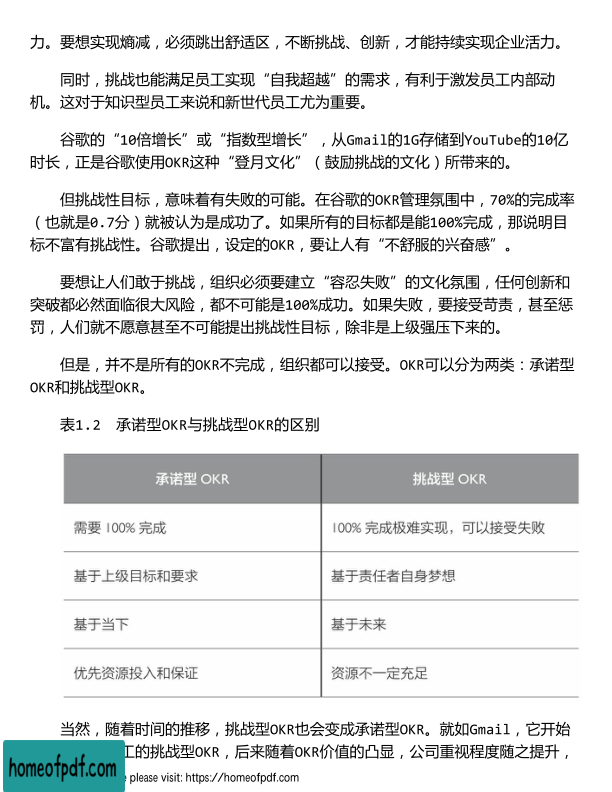 力。要想实现熵减，必须跳出舒适区，不断挑战、创新，才能持续实现企业活力。
同时，挑战也能满足员工实现“自我超越”的需求，有利于激发员工内部动
机。这对于知识型员工来说和新世代员工尤为重要。
谷歌的“10倍增长”或“指数型增长”，从Gmail的1G存储到YouTube的10亿
时长，正是谷歌使用OKR这种“登月文化”（鼓励挑战的文化）所带来的。
但挑战性目标，意味着有失败的可能。在谷歌的OKR管理氛围中，70%的完成率
（也就是0.7分）就被认为是成功了。如果所有的目标都是能100%完成，那说明目
标不富有挑战性。谷歌提出，设定的OKR，要让人有“不舒服的兴奋感”。
要想让人们敢于挑战，组织必须要建立“容忍失败”的文化氛围，任何创新和
突破都必然面临很大风险，都不可能是100%成功。如果失败，要接受苛责，甚至惩
罚，人们就不愿意甚至不可能提出挑战性目标，除非是上级强压下来的。
但是，并不是所有的OKR不完成，组织都可以接受。OKR可以分为两类：承诺型
OKR和挑战型OKR。
表1.2　承诺型OKR与挑战型OKR的区别
承诺型 OKR　挑战型 OKR
需要 100% 完成　100% 完成极难实现，可以接受失败
基于上级目标和要求　基于责任者自身梦想
基于当下　基于未来
优先资源投入和保证　资源不一定充足
当然，随着时间的推移，挑战型OKR也会变成承诺型OKR。就如Gmail，它开始
工的挑战型OKR，后来随着OKR价值的凸显，公司重视程度随之提升，
homeofpdf.com
please visit: https://homeofpdf.com